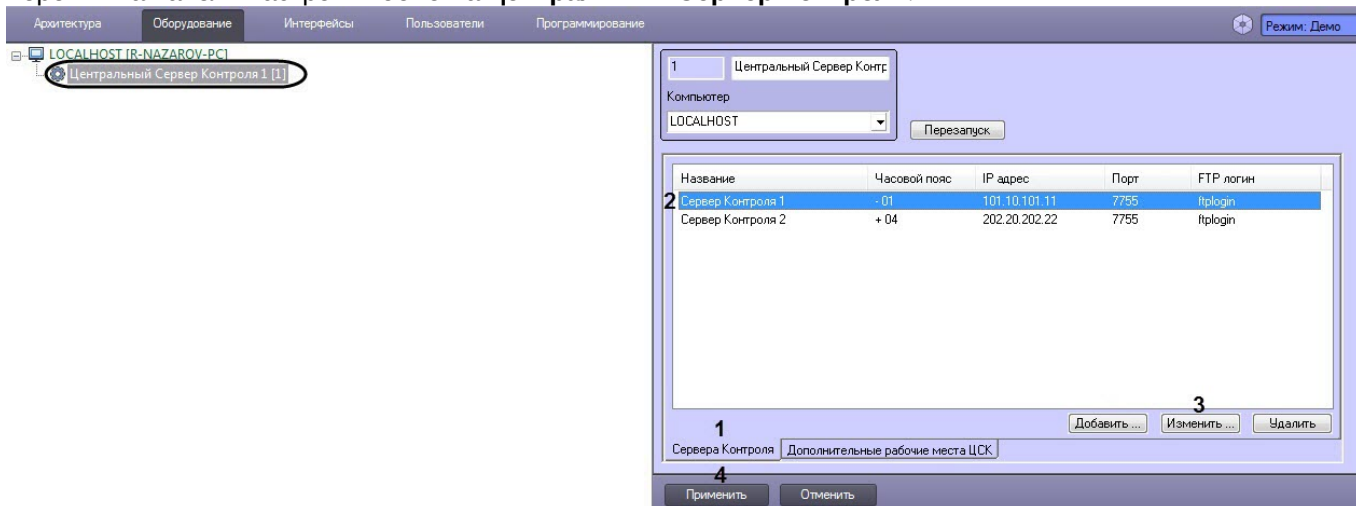 Архитектура Оборудование Интерфейсы Пользователи Программирование Режим: Демо
LOCALHOST [R-NAZAROV-PC]
Центральный Сервер Контроля 1 [1]
1 Центральный Сервер Контр
Компьютер
LOCALHOST
Перезапуск
Название Часовой пояс IP адрес Порт FTP логин
2 Сервер Контроля 1 - 01 101.10.101.11 7755 ftplogin
Сервер Контроля 2 + 04 202.20.202.22 7755 ftplogin
3
Добавить ... Изменить ... Удалить
1
Сервера Контроля Дополнительные рабочие места ЦСК
4
Применить Отменить